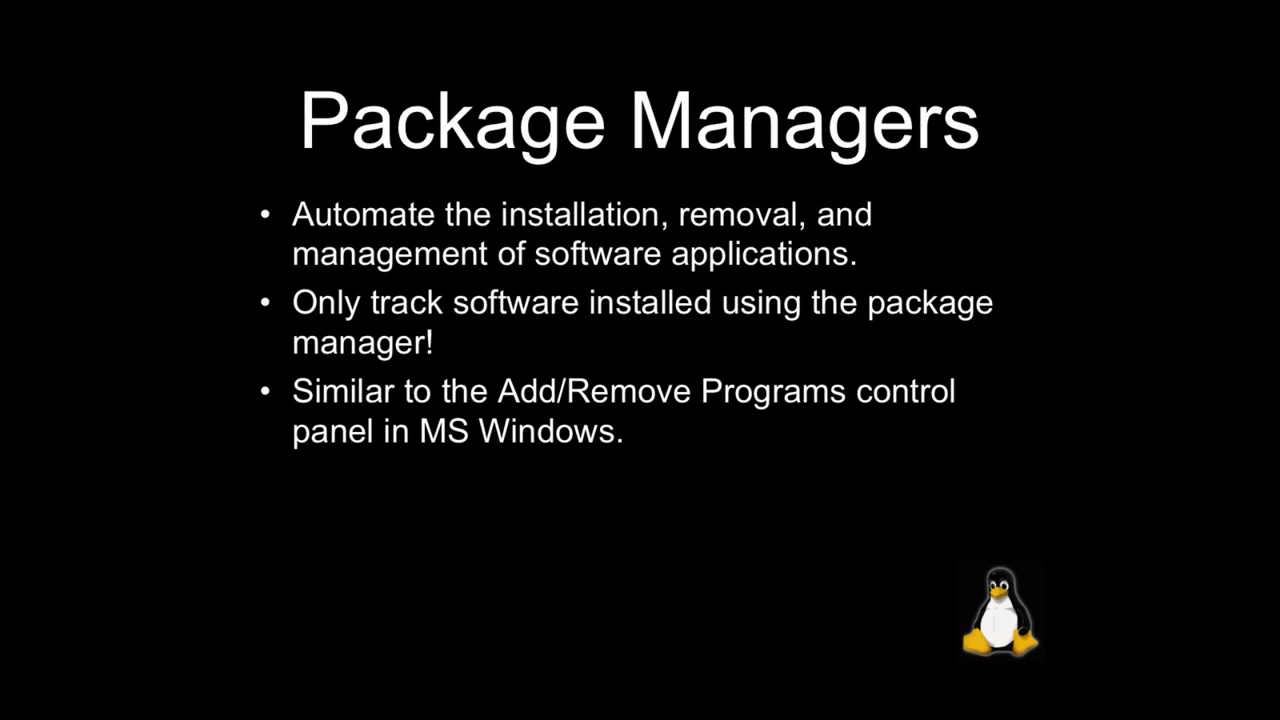 Package Managers
• Automate the installation, removal, and
management of software applications.
• Only track software installed using the package
manager!
• Similar to the Add/Remove Programs control
panel in MS Windows.